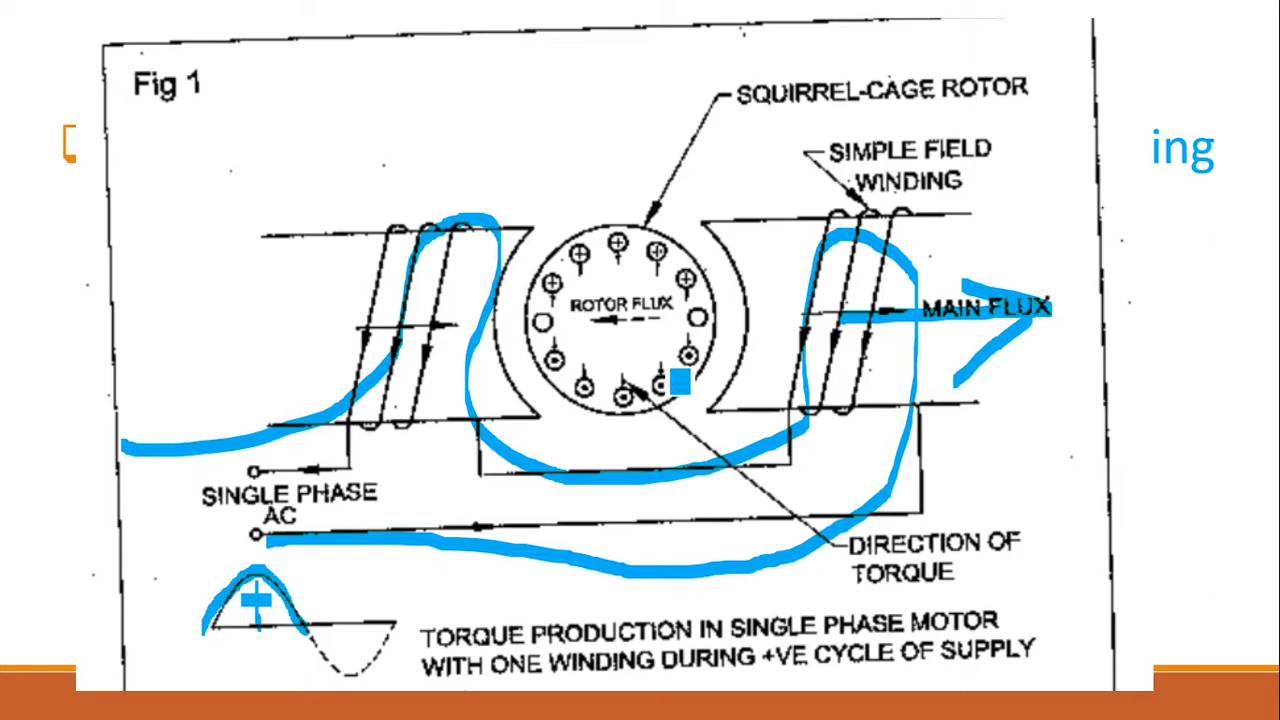 Fig 1
SQUIRREL-CAGE ROTOR
ing
SIMPLE FIELD
WINDING
ROTOR FLUX
MAIN FLUX
SINGLE PHASE
AC
DIRECTION OF
TORQUE
TORQUE PRODUCTION IN SINGLE PHASE MOTOR
WITH ONE WINDING DURING +VE CYCLE OF SUPPLY